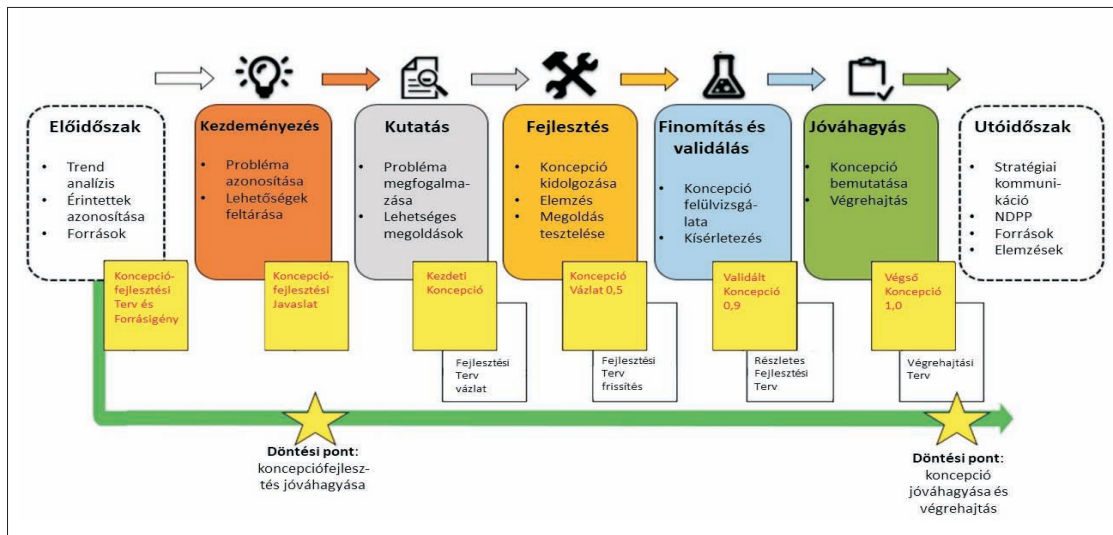 Előidőszak
• Trend
analízis
• Érintettek
azonosítása
• Források
Kezdeményezés
• Probléma
azonosítása
• Lehetőségek
feltárása
Kutatás
• Probléma
megfogalma-
zása
• Lehetséges
megoldások
Fejlesztés
• Koncepció
kidolgozása
• Elemzés
• Megoldás
tesztelése
Finomítás és
validálás
• Koncepció
felülvizsgá-
lata
• Kísérletezés
Jóváhagyás
• Koncepció
bemutatása
• Végrehajtás
Utóidőszak
• Stratégiai
kommuni-
káció
• NDPP
• Források
• Elemzések
Koncepció-
fejlesztési
Terv és
Forrásigény
Koncepció-
fejlesztési
Javaslat
Kezdeti
Koncepció
Koncepció
Vázlat 0,5
Validált
Koncepció
0,9
Végső
Koncepció
1,0
Fejlesztési
Terv
vázlat
Fejlesztési
Terv
frissítés
Részletes
Fejlesztési
Terv
Végrehajtási
Terv
Döntési pont:
koncepciófejlesz-
tés jóváhagyása
Döntési pont:
koncepció
jóváhagyása és
végrehajtás